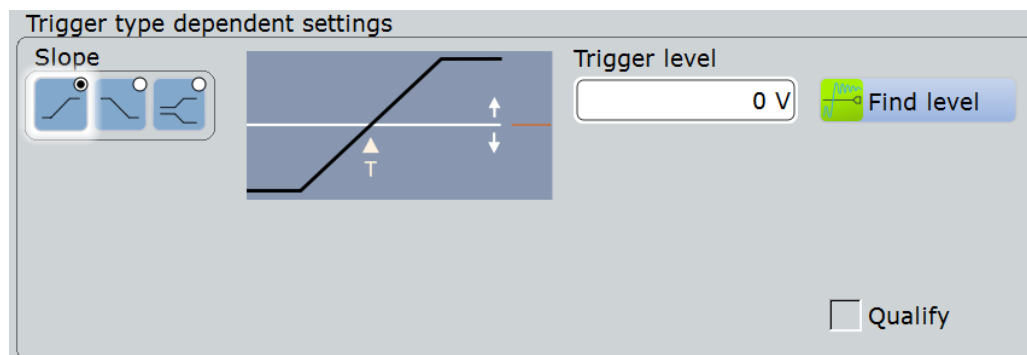 Trigger type dependent settings
Slope
Trigger level
0 V
Find level
T
Qualify